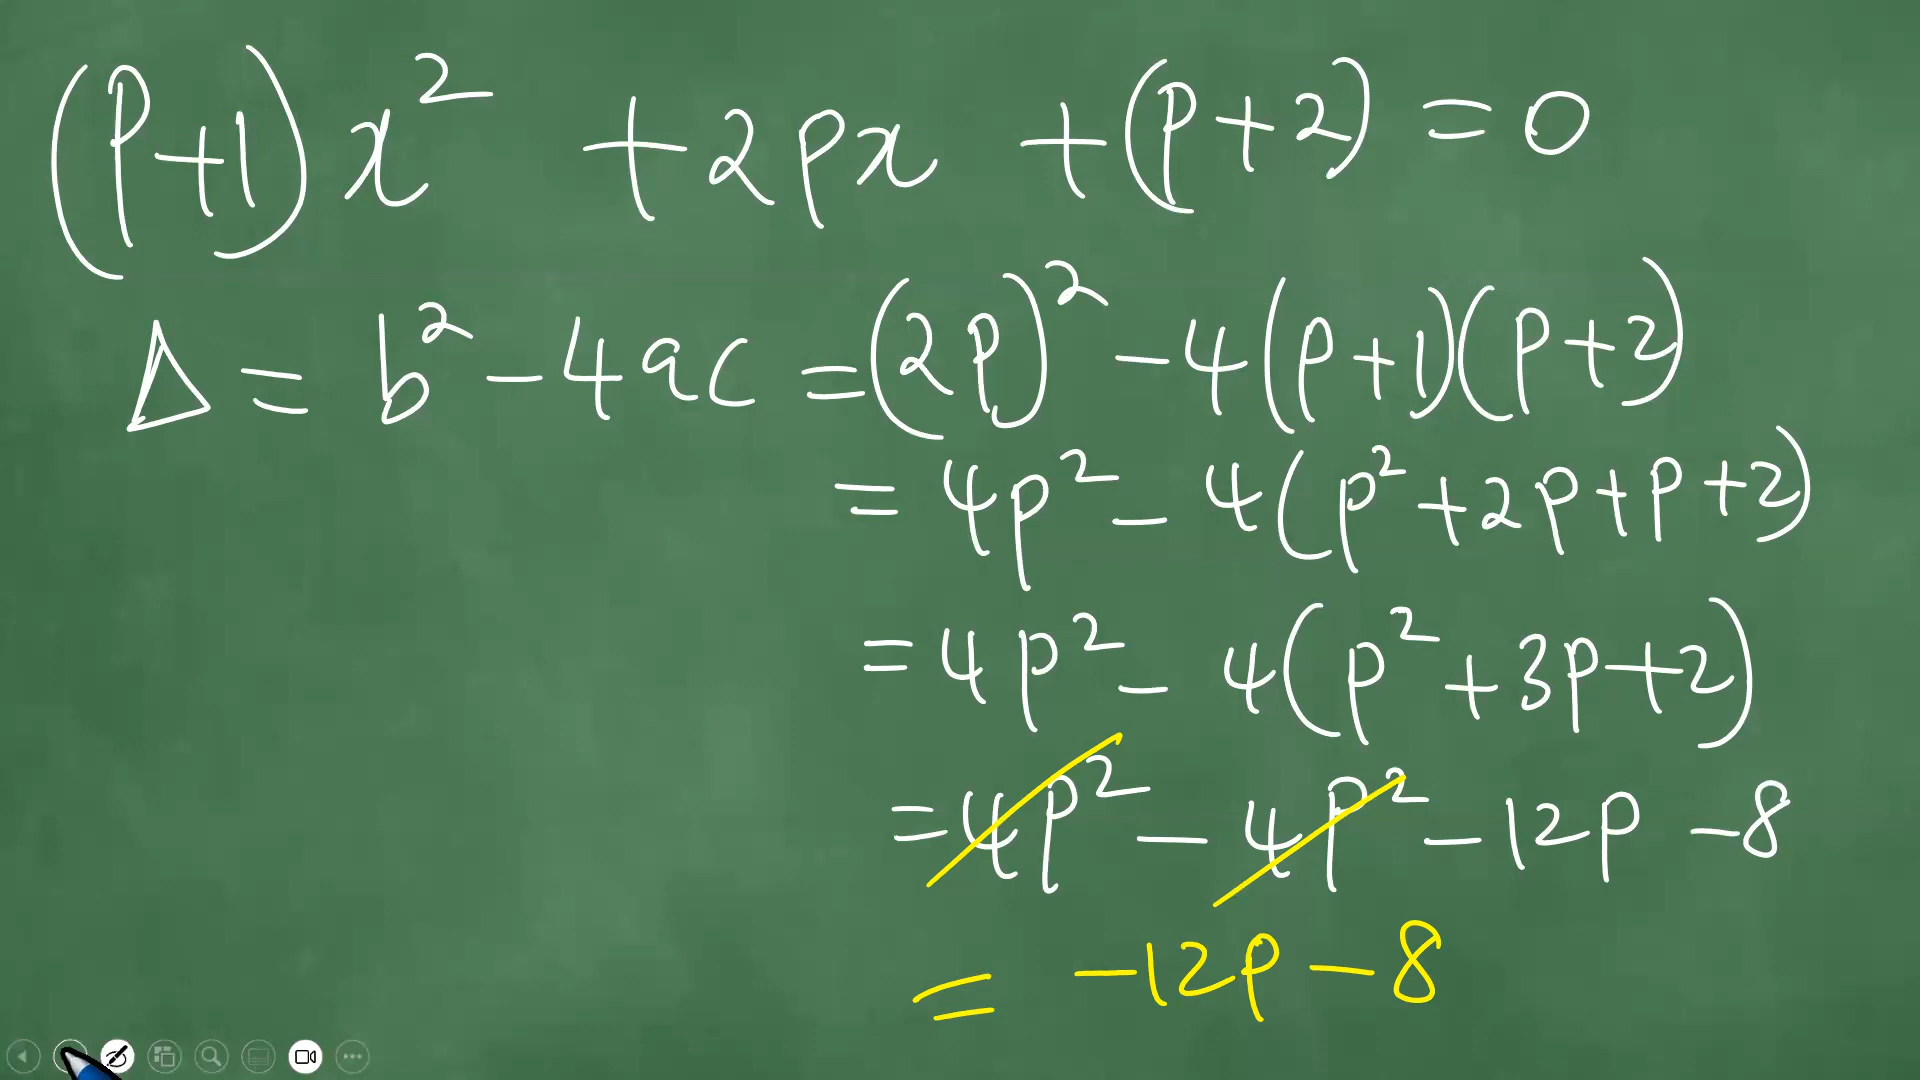 (p+1)x² +2px +(p+2) = 0
Δ = b² - 4ac = (2p)² - 4(p+1)(p+2)
= 4p² - 4(p²+2p+p+2)
= 4p² - 4(p²+3p+2)
= 4p² - 4p² - 12p - 8
= -12p - 8